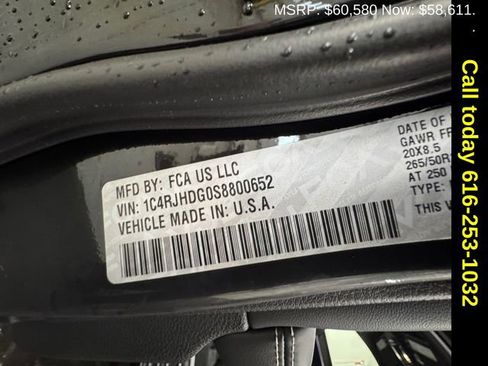 MSRP: $60,580 Now: $58,611.
MFD BY: FCA US LLC
VIN: 1C4RJHDG0S8800652
VEHICLE MADE IN: U.S.A.
DATE OF
GAWR FR
20X8.5
265/50R
AT 250
TYPE:
THIS V
Call today 616-253-1032